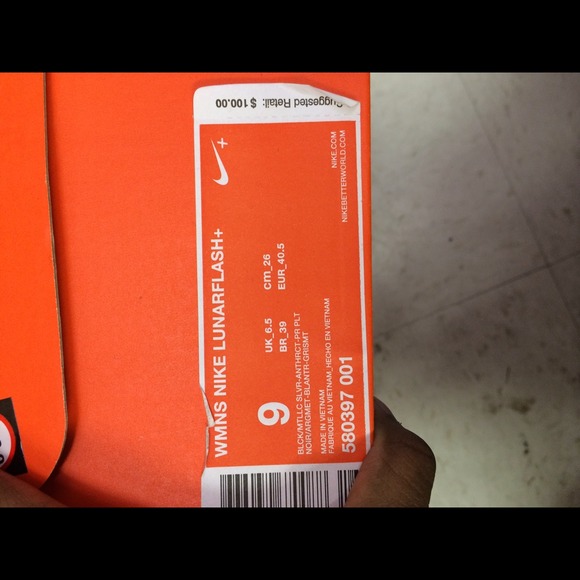 Suggested Retail: $100.00
WMNS NIKE LUNARFLASH+
9
UK_6.5 cm_26
BR_39 EUR_40.5
BLCK/MTLLC SLVR-ANTHRCT-PR PLT
NOIR/ARGMET-BLANTR-GRISMT
MADE IN VIETNAM
FABRIQUE AU VIETNAM_HECHO EN VIETNAM
580397 001
NIKE.COM
NIKEBETTERWORLD.COM